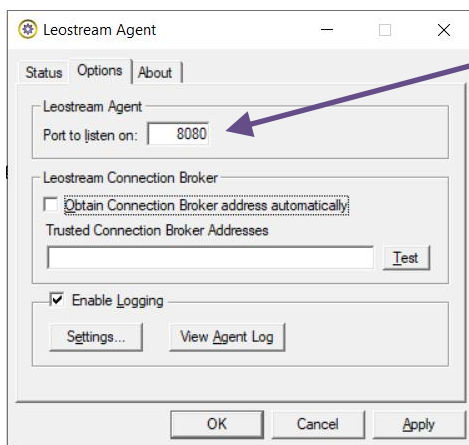 Leostream Agent
Status Options About
Leostream Agent
Port to listen on: 8080
Leostream Connection Broker
Obtain Connection Broker address automatically
Trusted Connection Broker Addresses
Test
Enable Logging
Settings... View Agent Log
OK Cancel Apply